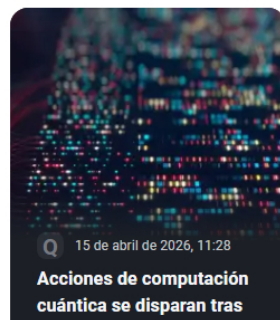 Q 15 de abril de 2026, 11:28
Acciones de computación
cuántica se disparan tras